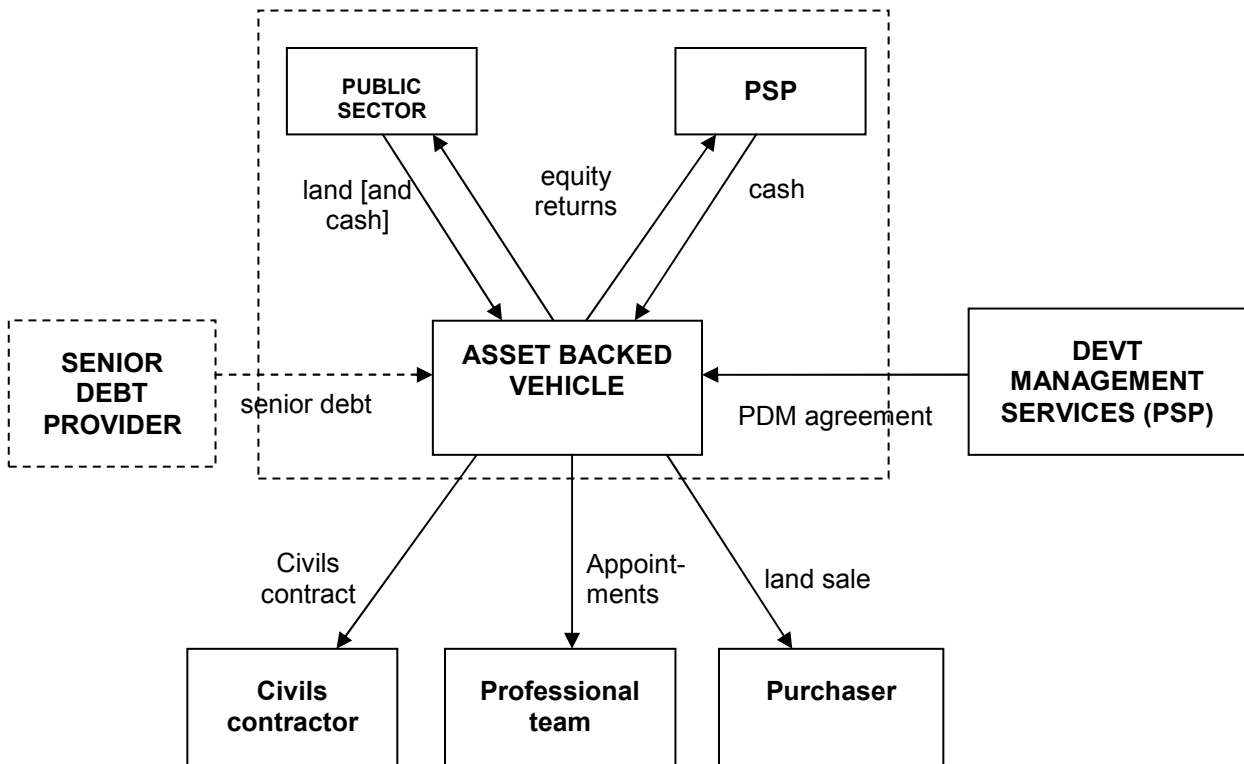 PUBLIC
SECTOR
PSP
land [and
cash]
equity
returns
cash
SENIOR
DEBT
PROVIDER
senior debt
ASSET BACKED
VEHICLE
PDM agreement
DEVT
MANAGEMENT
SERVICES (PSP)
Civils
contract
Appoint-
ments
land sale
Civils
contractor
Professional
team
Purchaser